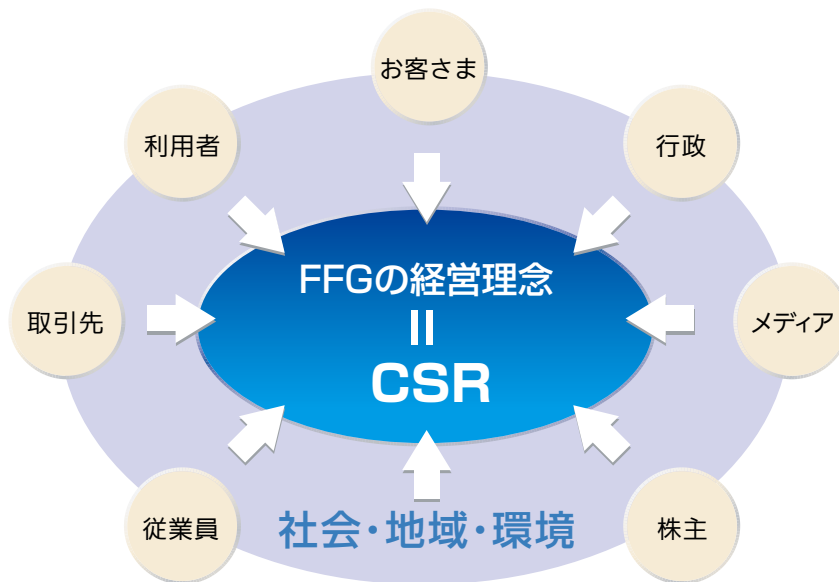 お客さま
利用者
行政
FFGの経営理念
=
CSR
取引先
メディア
従業員
社会・地域・環境
株主